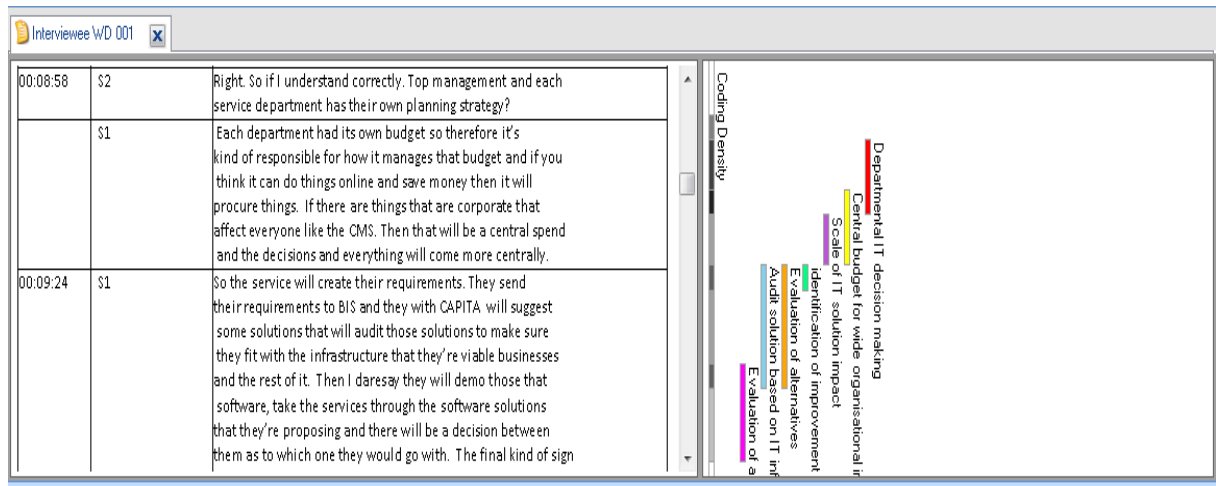 Interviewee WD 001
00:08:58 S2 Right. So if I understand correctly. Top management and each
service department has their own planning strategy?
S1 Each department had its own budget so therefore it's
kind of responsible for how it manages that budget and if you
think it can do things online and save money then it will
procure things. If there are things that are corporate that
affect everyone like the CMS. Then that will be a central spend
and the decisions and everything will come more centrally.
00:09:24 S1 So the service will create their requirements. They send
their requirements to BIS and they with CAPITA will suggest
some solutions that will audit those solutions to make sure
they fit with the infrastructure that they're viable businesses
and the rest of it. Then I daresay they will demo those that
software, take the services through the software solutions
that they're proposing and there will be a decision between
them as to which one they would go with. The final kind of sign
Departmental IT decision making
Central budget for wide organisational i
Scale of IT solution impact
identification of improvement
Evaluation of alternatives
Audit solution based on IT inf
Evaluation of a
Coding Density